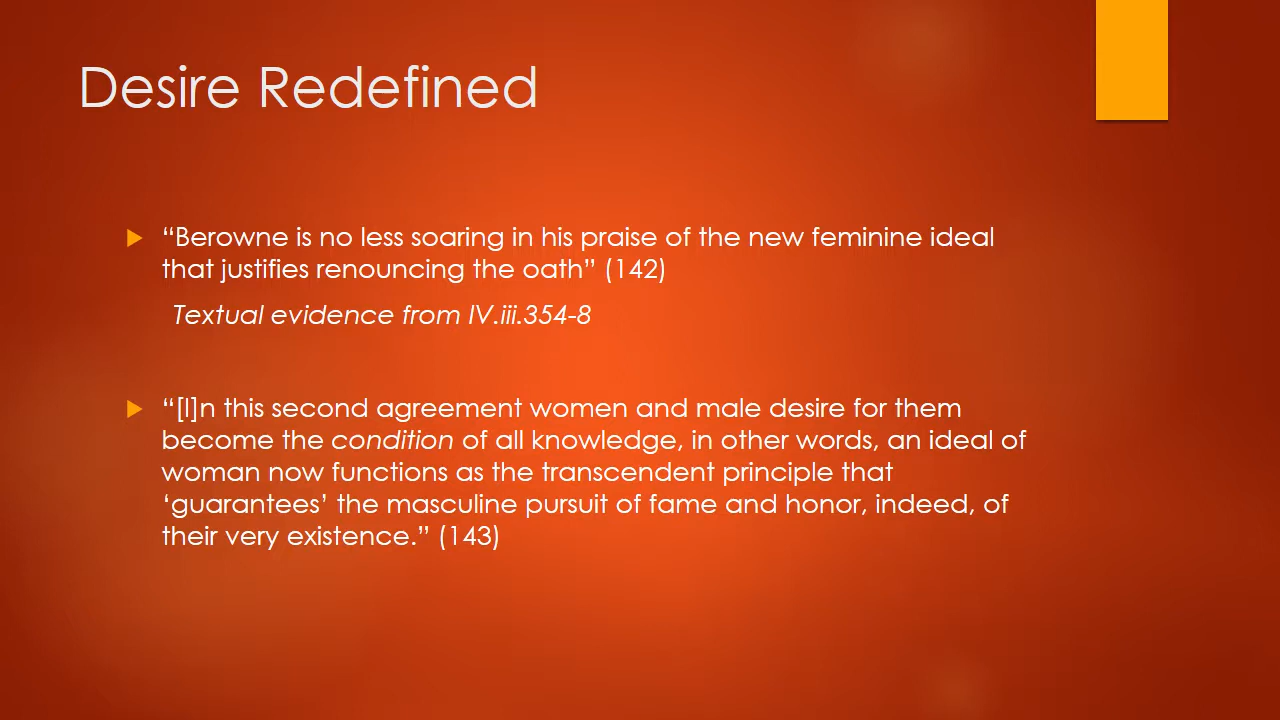 Desire Redefined
“Berowne is no less soaring in his praise of the new feminine ideal
that justifies renouncing the oath” (142)
Textual evidence from IV.iii.354-8
“[I]n this second agreement women and male desire for them
become the condition of all knowledge, in other words, an ideal of
woman now functions as the transcendent principle that
‘guarantees’ the masculine pursuit of fame and honor, indeed, of
their very existence.” (143)